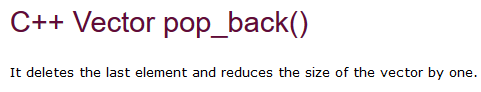 C++ Vector pop_back()
It deletes the last element and reduces the size of the vector by one.